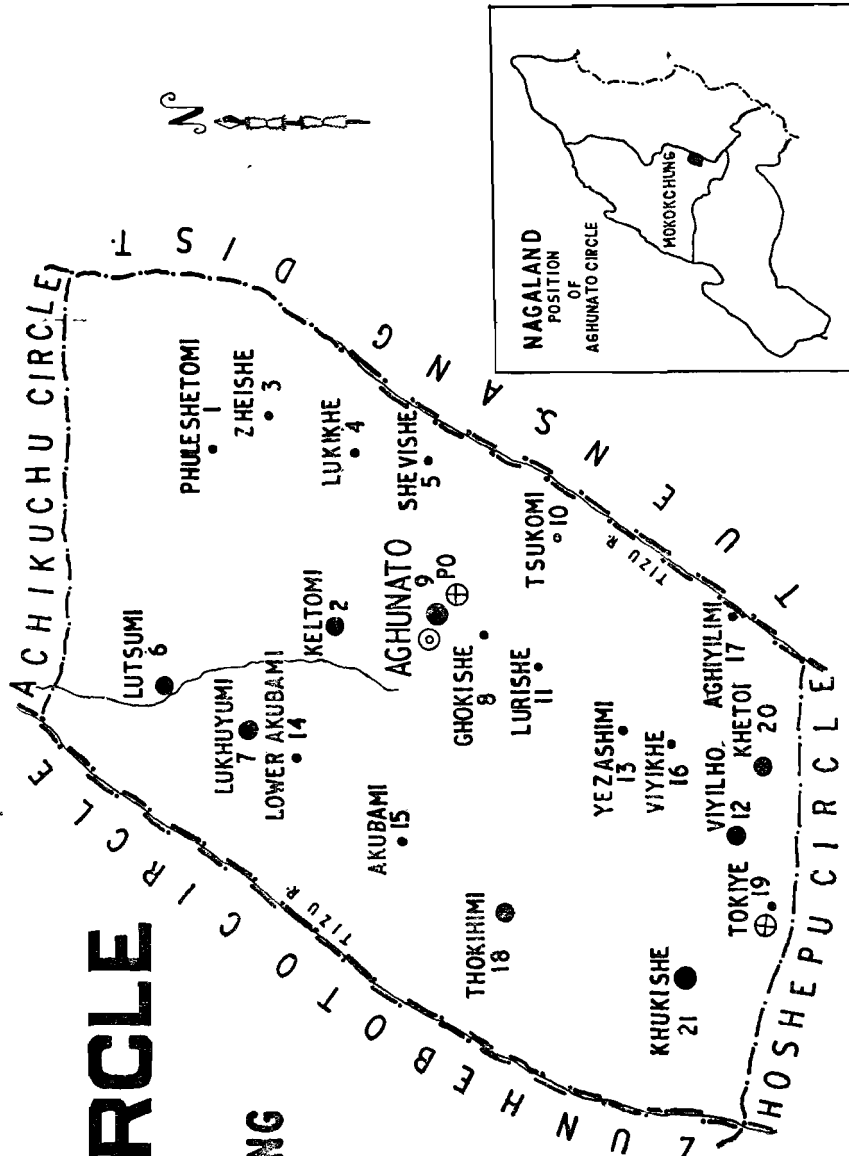 RCLE
NG
N
ACHIKUCHU CIRCLE
TUENSANG DIST
ZUNHEBOTO CIRCLE
HOSHEPU CIRCLE
TIZU R.
TIZU R.
PHULESHETOMI
1
ZHEISHE
3
LUKIKHE
4
SHEVISHE
5
LUTSUMI
6
KELTOMI
2
AGHUNATO
9
PO
LUKHUYUMI
7
LOWER AKUBAMI
14
GHOKISHE
8
LURISHE
11
TSUKOMI
10
AKUBAMI
15
YEZASHIMI
13
VIYIKHE
16
AGHIYILIMI
17
THOKIHIMI
18
VIYILHO.
12
KHETOI
20
TOKIYE
19
KHUKISHE
21
NAGALAND
POSITION
OF
AGHUNATO CIRCLE
MOKOKCHUNG